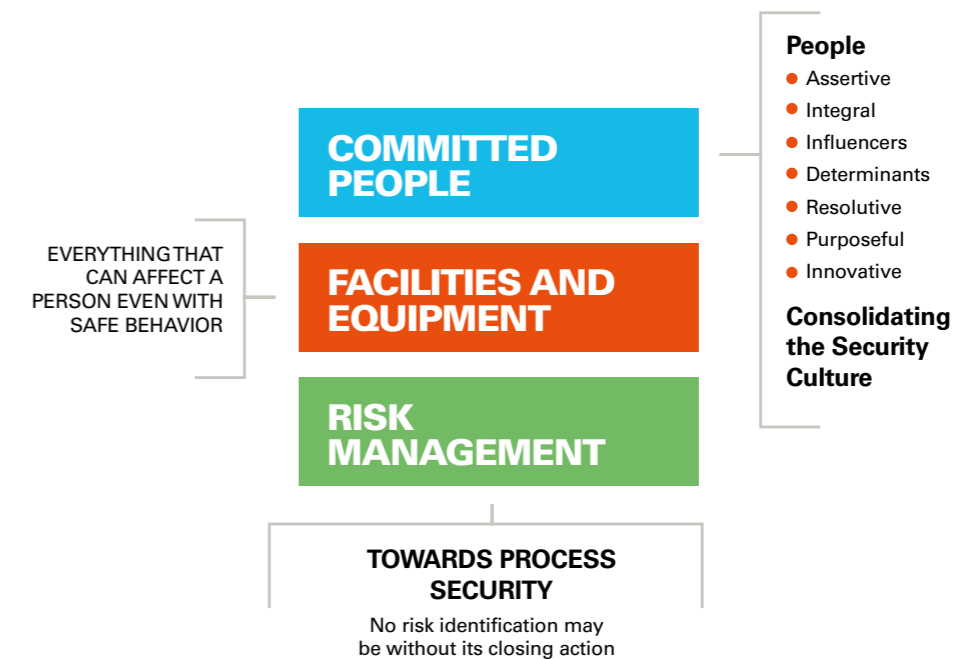 COMMITTED
PEOPLE
People
Assertive
Integral
Influencers
Determinants
Resolutive
Purposeful
Innovative
Consolidating
the Security
Culture
EVERYTHING THAT
CAN AFFECT A
PERSON EVEN WITH
SAFE BEHAVIOR
FACILITIES AND
EQUIPMENT
RISK
MANAGEMENT
TOWARDS PROCESS
SECURITY
No risk identification may
be without its closing action